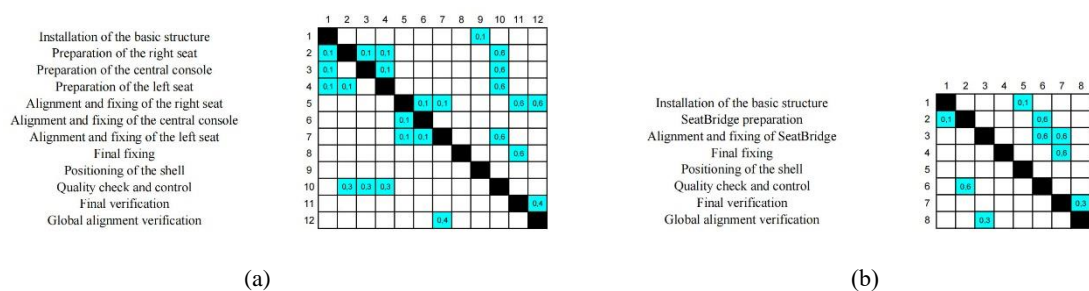 1 2 3 4 5 6 7 8 9 10 11 12
Installation of the basic structure 1 0,1
Preparation of the right seat 2 0,1 0,1 0,1 0,6
Preparation of the central console 3 0,1 0,1 0,6
Preparation of the left seat 4 0,1 0,1 0,6
Alignment and fixing of the right seat 5 0,1 0,1 0,6 0,6
Alignment and fixing of the central console 6 0,1
Alignment and fixing of the left seat 7 0,1 0,1 0,6
Final fixing 8 0,6
Positioning of the shell 9
Quality check and control 10 0,3 0,3 0,3
Final verification 11 0,4
Global alignment verification 12 0,4
(a)
1 2 3 4 5 6 7 8
Installation of the basic structure 1 0,1
SeatBridge preparation 2 0,1 0,6
Alignment and fixing of SeatBridge 3 0,6 0,6
Final fixing 4 0,6
Positioning of the shell 5
Quality check and control 6 0,6
Final verification 7 0,3
Global alignment verification 8 0,3
(b)